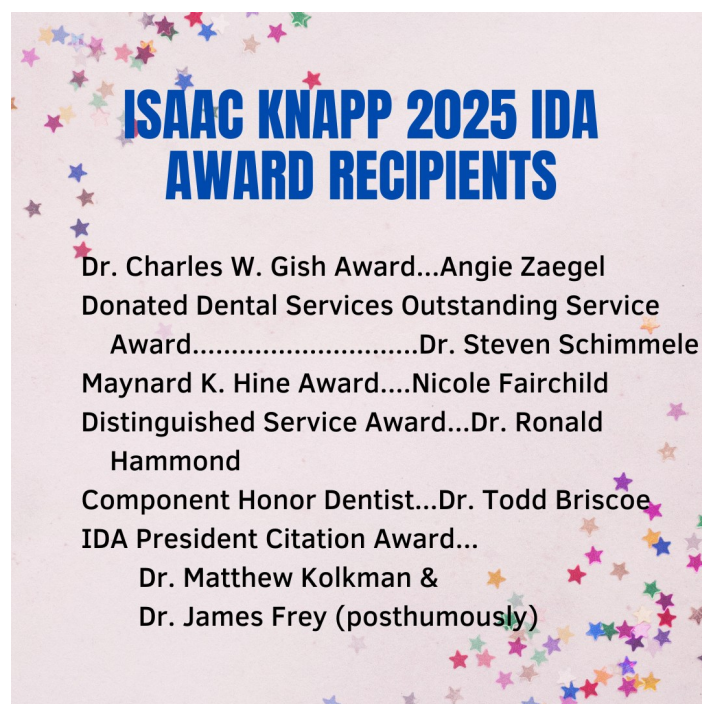 ISAAC KNAPP 2025 IDA
AWARD RECIPIENTS
Dr. Charles W. Gish Award...Angie Zaegel
Donated Dental Services Outstanding Service
Award.............................Dr. Steven Schimmele
Maynard K. Hine Award....Nicole Fairchild
Distinguished Service Award...Dr. Ronald
Hammond
Component Honor Dentist...Dr. Todd Briscoe
IDA President Citation Award...
Dr. Matthew Kolkman &
Dr. James Frey (posthumously)